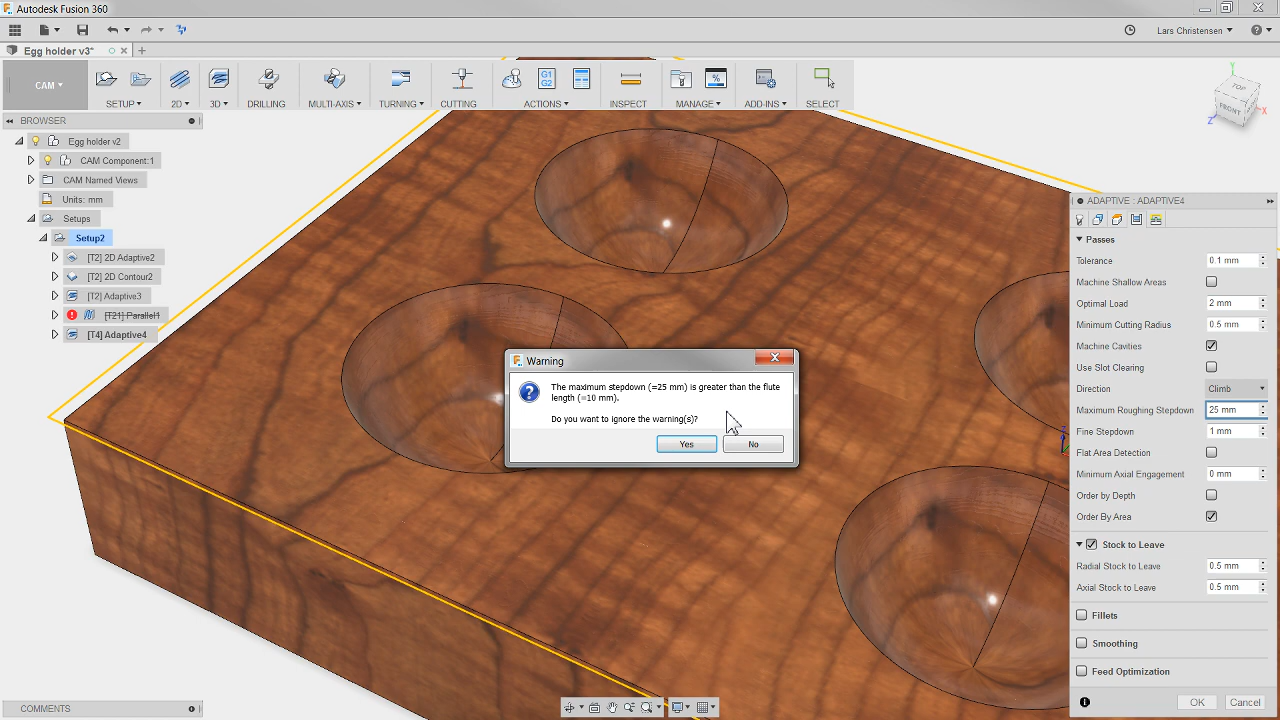 Autodesk Fusion 360
Lars Christensen
Egg holder v3*
CAM
SETUP
2D
3D
DRILLING
MULTI-AXIS
TURNING
CUTTING
G1
G2
ACTIONS
INSPECT
MANAGE
ADD-INS
SELECT
TOP
FRONT
Y
X
Z
BROWSER
Egg holder v2
CAM Component:1
CAM Named Views
Units: mm
Setups
Setup2
[T2] 2D Adaptive2
[T2] 2D Contour2
[T2] Adaptive3
[T21] Parallel1
[T4] Adaptive4
Warning
The maximum stepdown (=25 mm) is greater than the flute
length (=10 mm).
Do you want to ignore the warning(s)?
Yes
No
ADAPTIVE : ADAPTIVE4
Passes
Tolerance 0.1 mm
Machine Shallow Areas
Optimal Load 2 mm
Minimum Cutting Radius 0.5 mm
Machine Cavities
Use Slot Clearing
Direction Climb
Maximum Roughing Stepdown 25 mm
Fine Stepdown 1 mm
Flat Area Detection
Minimum Axial Engagement 0 mm
Order by Depth
Order By Area
Stock to Leave
Radial Stock to Leave 0.5 mm
Axial Stock to Leave 0.5 mm
Fillets
Smoothing
Feed Optimization
OK
Cancel
COMMENTS